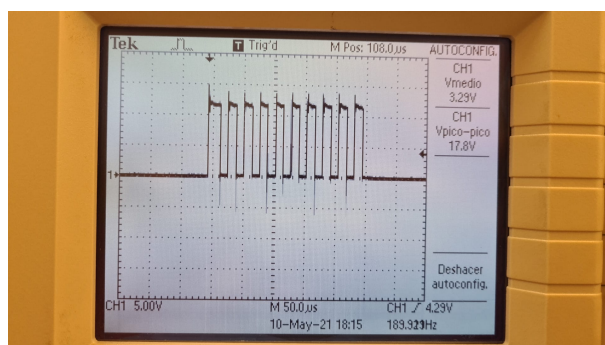 Tek T Trig'd M Pos: 108.0µs AUTOCONFIG.
CH1
Vmedio
3.29V
CH1
Vpico-pico
17.8V
1
Deshacer
autoconfig.
CH1 5.00V M 50.0µs CH1 4.29V
10-May-21 18:15